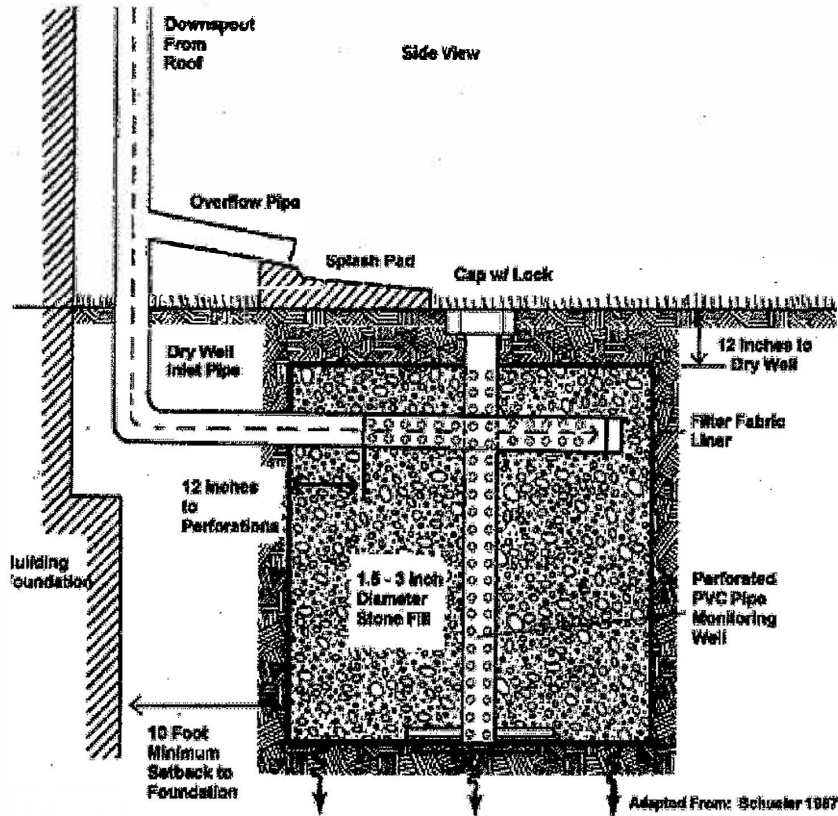 Downspout
From
Roof
Side View
Overflow Pipe
Splash Pad
Cap w/ Lock
Dry Well
Inlet Pipe
12 Inches to
Dry Well
Filter Fabric
Liner
12 Inches
to
Perforations
Building
Foundation
1.5 - 3 Inch
Diameter
Stone Fill
Perforated
PVC Pipe
Monitoring
Well
10 Foot
Minimum
Setback to
Foundation
Adapted From: Schueler 1987